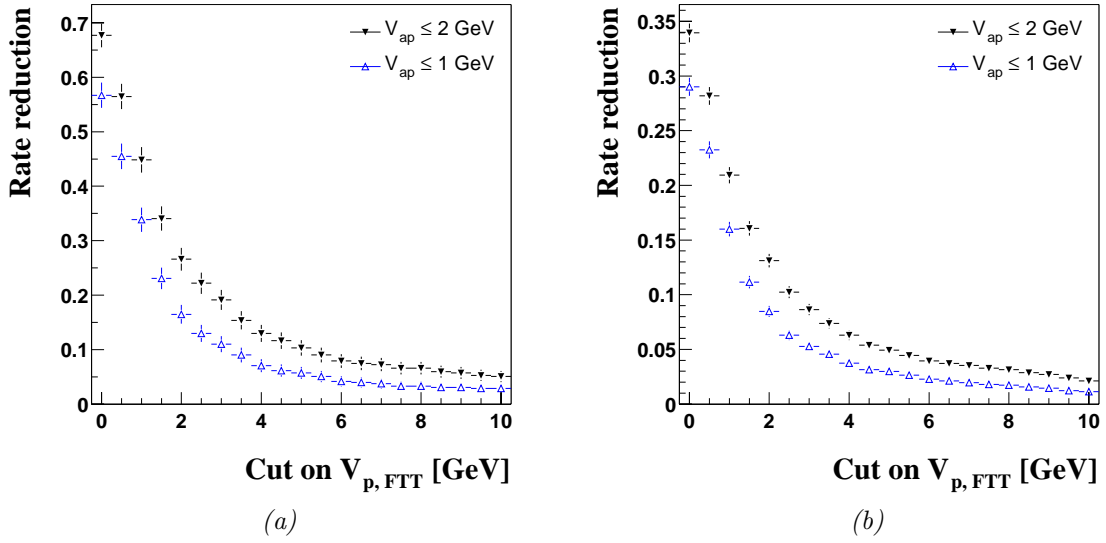 Rate reduction
0.7
0.6
0.5
0.4
0.3
0.2
0.1
0
V_ap ≤ 2 GeV
V_ap ≤ 1 GeV
0 2 4 6 8 10
Cut on V_p, FTT [GeV]
(a)
Rate reduction
0.35
0.3
0.25
0.2
0.15
0.1
0.05
0
V_ap ≤ 2 GeV
V_ap ≤ 1 GeV
0 2 4 6 8 10
Cut on V_p, FTT [GeV]
(b)